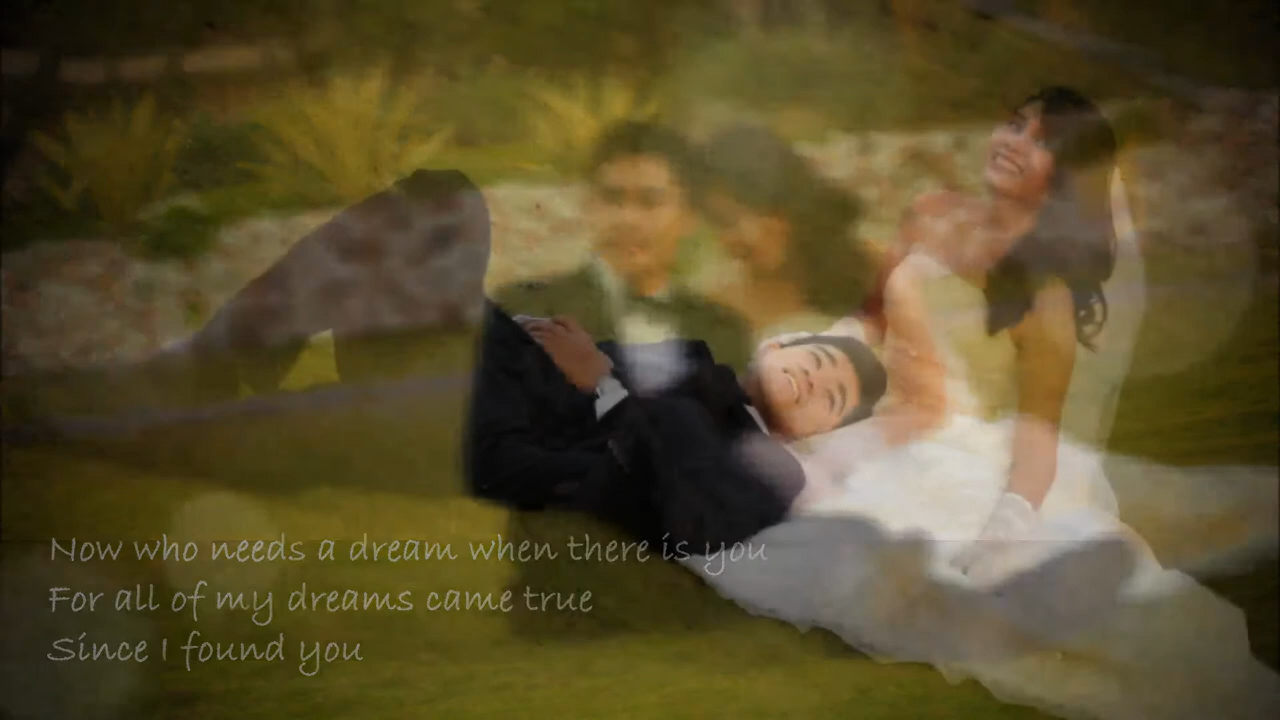 Now who needs a dream when there is you
For all of my dreams came true
Since I found you